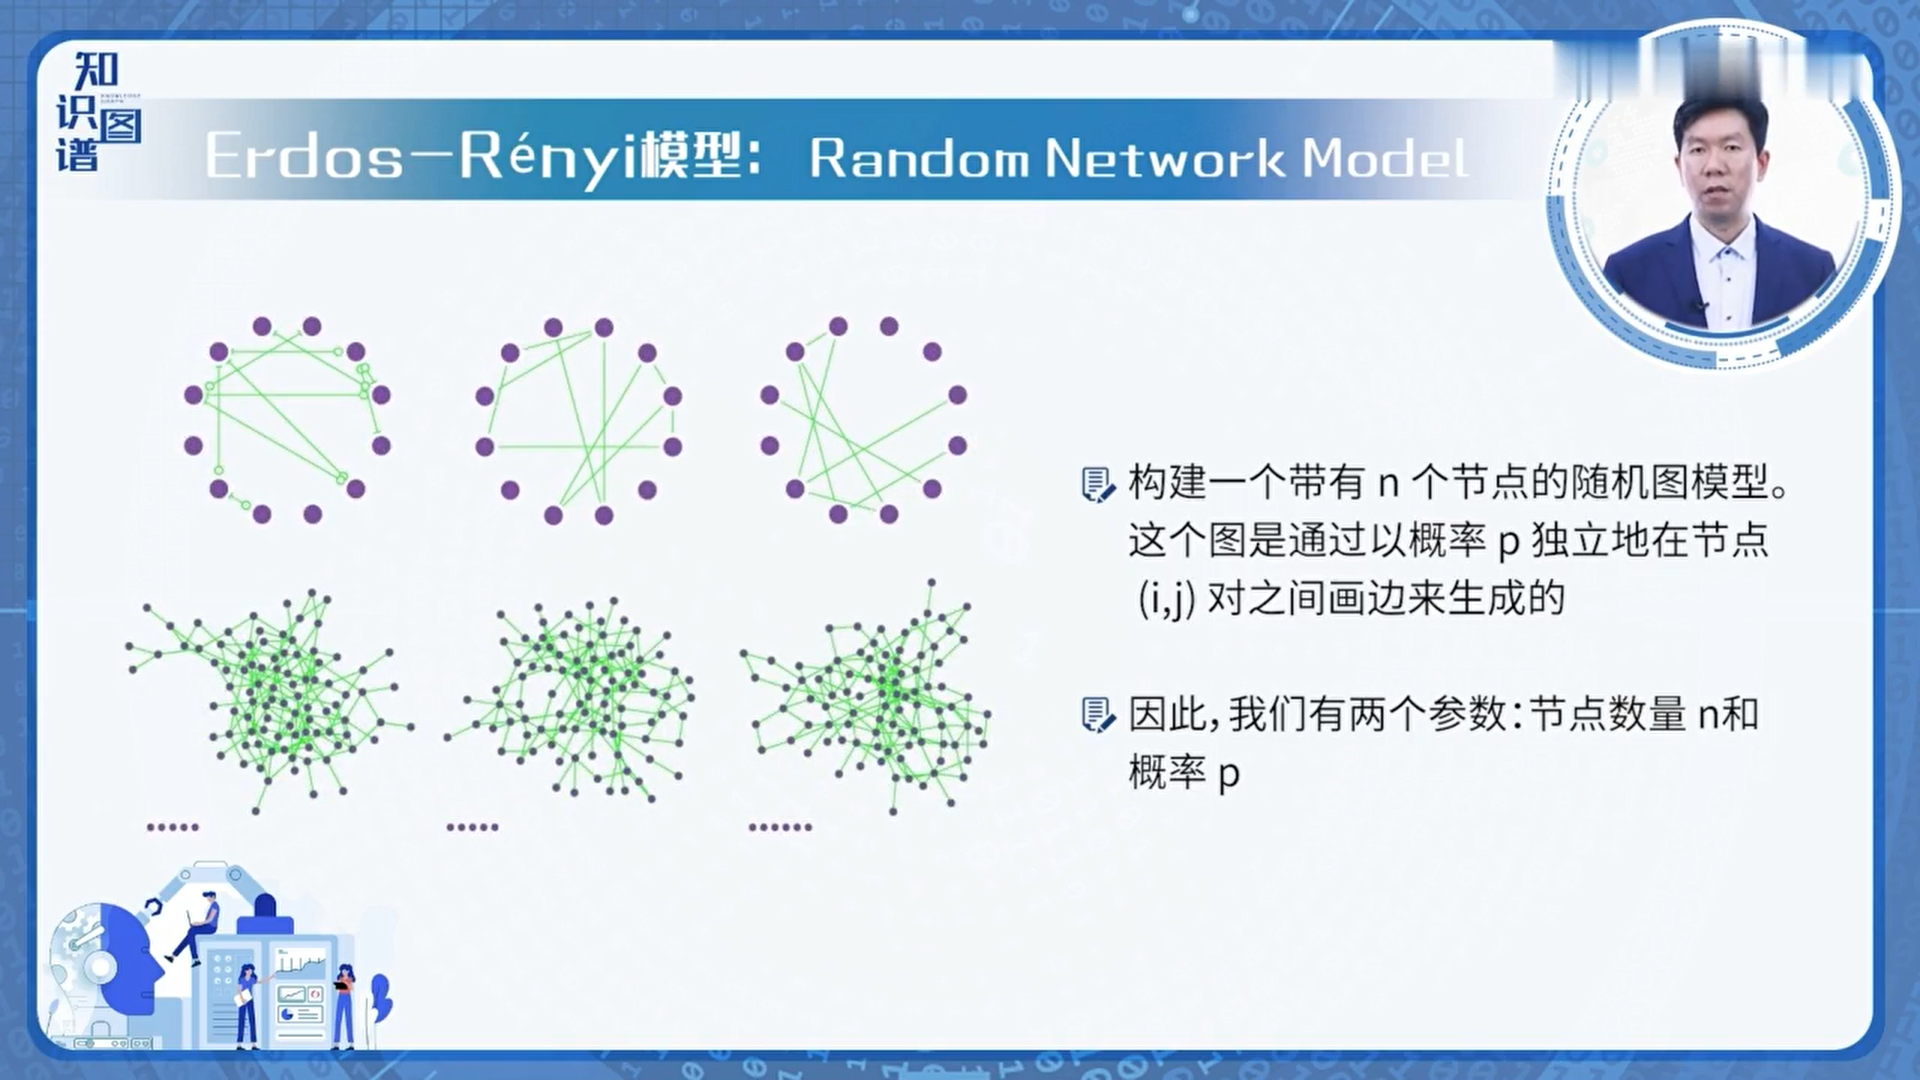 知识图谱
Erdos-Rényi模型： Random Network Model
构建一个带有 n 个节点的随机图模型。
这个图是通过以概率 p 独立地在节点
(i,j) 对之间画边来生成的
因此，我们有两个参数：节点数量 n和
概率 p